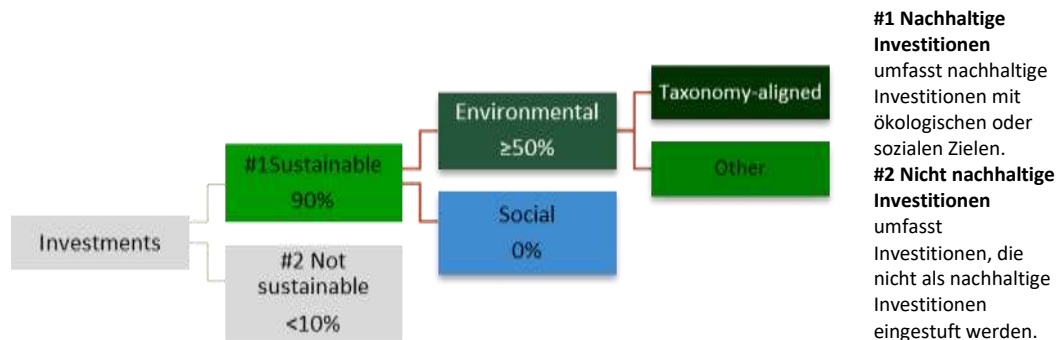 Investments
#1Sustainable
90%
#2 Not
sustainable
<10%
Environmental
≥50%
Social
0%
Taxonomy-aligned
Other
#1 Nachhaltige
Investitionen
umfasst nachhaltige
Investitionen mit
ökologischen oder
sozialen Zielen.
#2 Nicht nachhaltige
Investitionen
umfasst
Investitionen, die
nicht als nachhaltige
Investitionen
eingestuft werden.